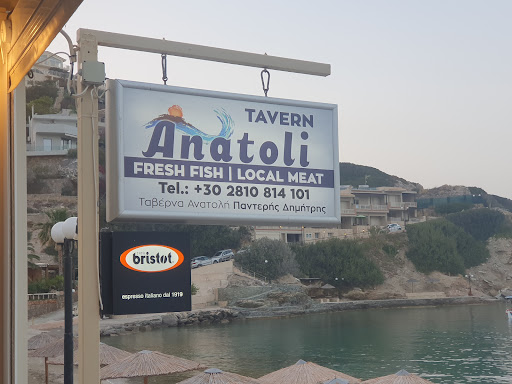 TAVERN
Anatoli
FRESH FISH | LOCAL MEAT
Tel.: +30 2810 814 101
Ταβέρνα Ανατολή Παντερής Δημήτρης
bristot
espresso italiano dal 1919